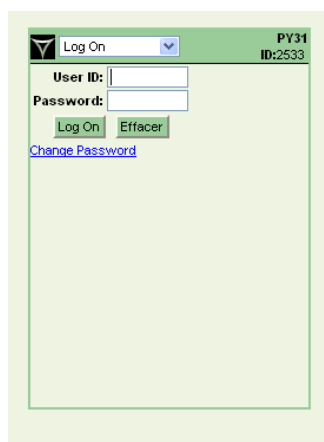 Log On PY31
ID:2533
User ID:
Password:
Log On Effacer
Change Password